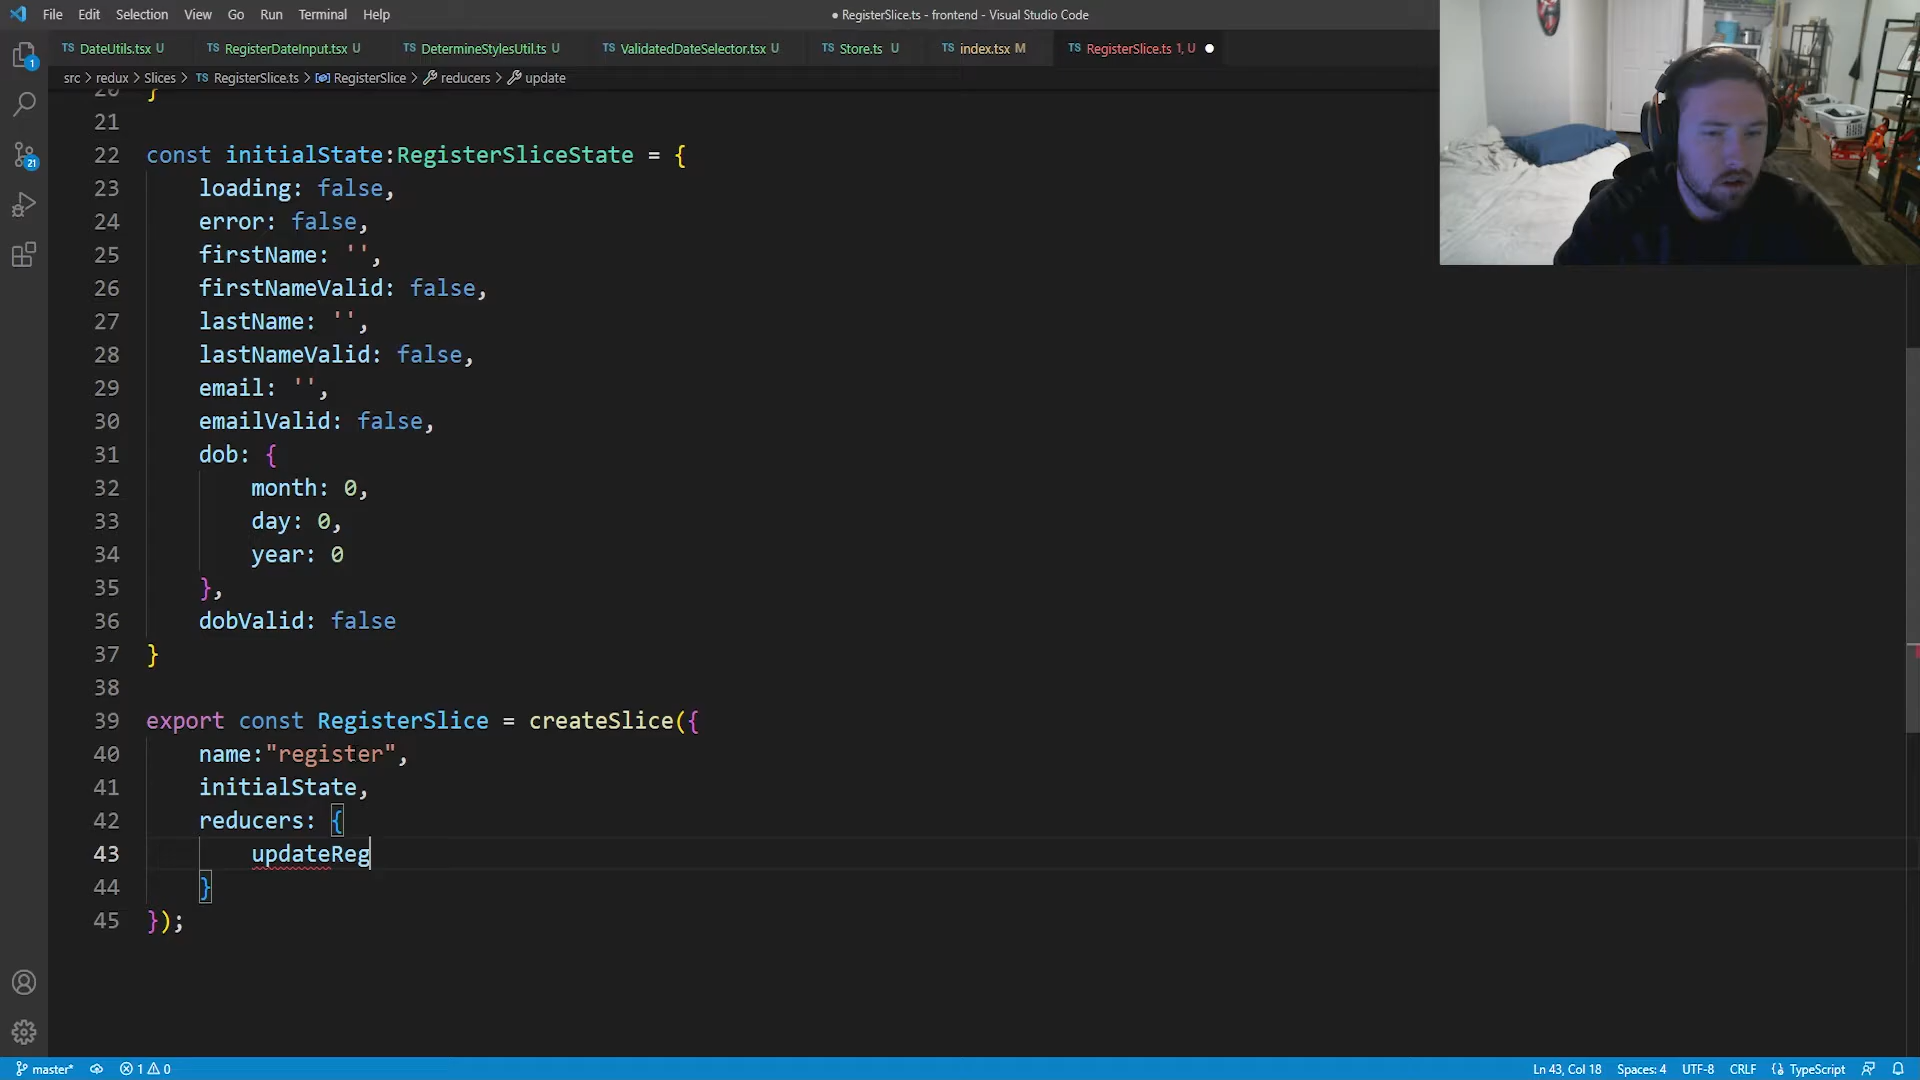 File Edit Selection View Go Run Terminal Help
● RegisterSlice.ts - frontend - Visual Studio Code
TS DateUtils.tsx U TS RegisterDateInput.tsx U TS DetermineStylesUtil.ts U TS ValidatedDateSelector.tsx U TS Store.ts U TS index.tsx M TS RegisterSlice.ts 1, U
src > redux > Slices > TS RegisterSlice.ts > RegisterSlice > reducers > update
20 }
21
22 const initialState:RegisterSliceState = {
23 loading: false,
24 error: false,
25 firstName: '',
26 firstNameValid: false,
27 lastName: '',
28 lastNameValid: false,
29 email: '',
30 emailValid: false,
31 dob: {
32 month: 0,
33 day: 0,
34 year: 0
35 },
36 dobValid: false
37 }
38
39 export const RegisterSlice = createSlice({
40 name:"register",
41 initialState,
42 reducers: {
43 updateReg
44 }
45 });
1
21
master* 1 0 Ln 43, Col 18 Spaces: 4 UTF-8 CRLF TypeScript